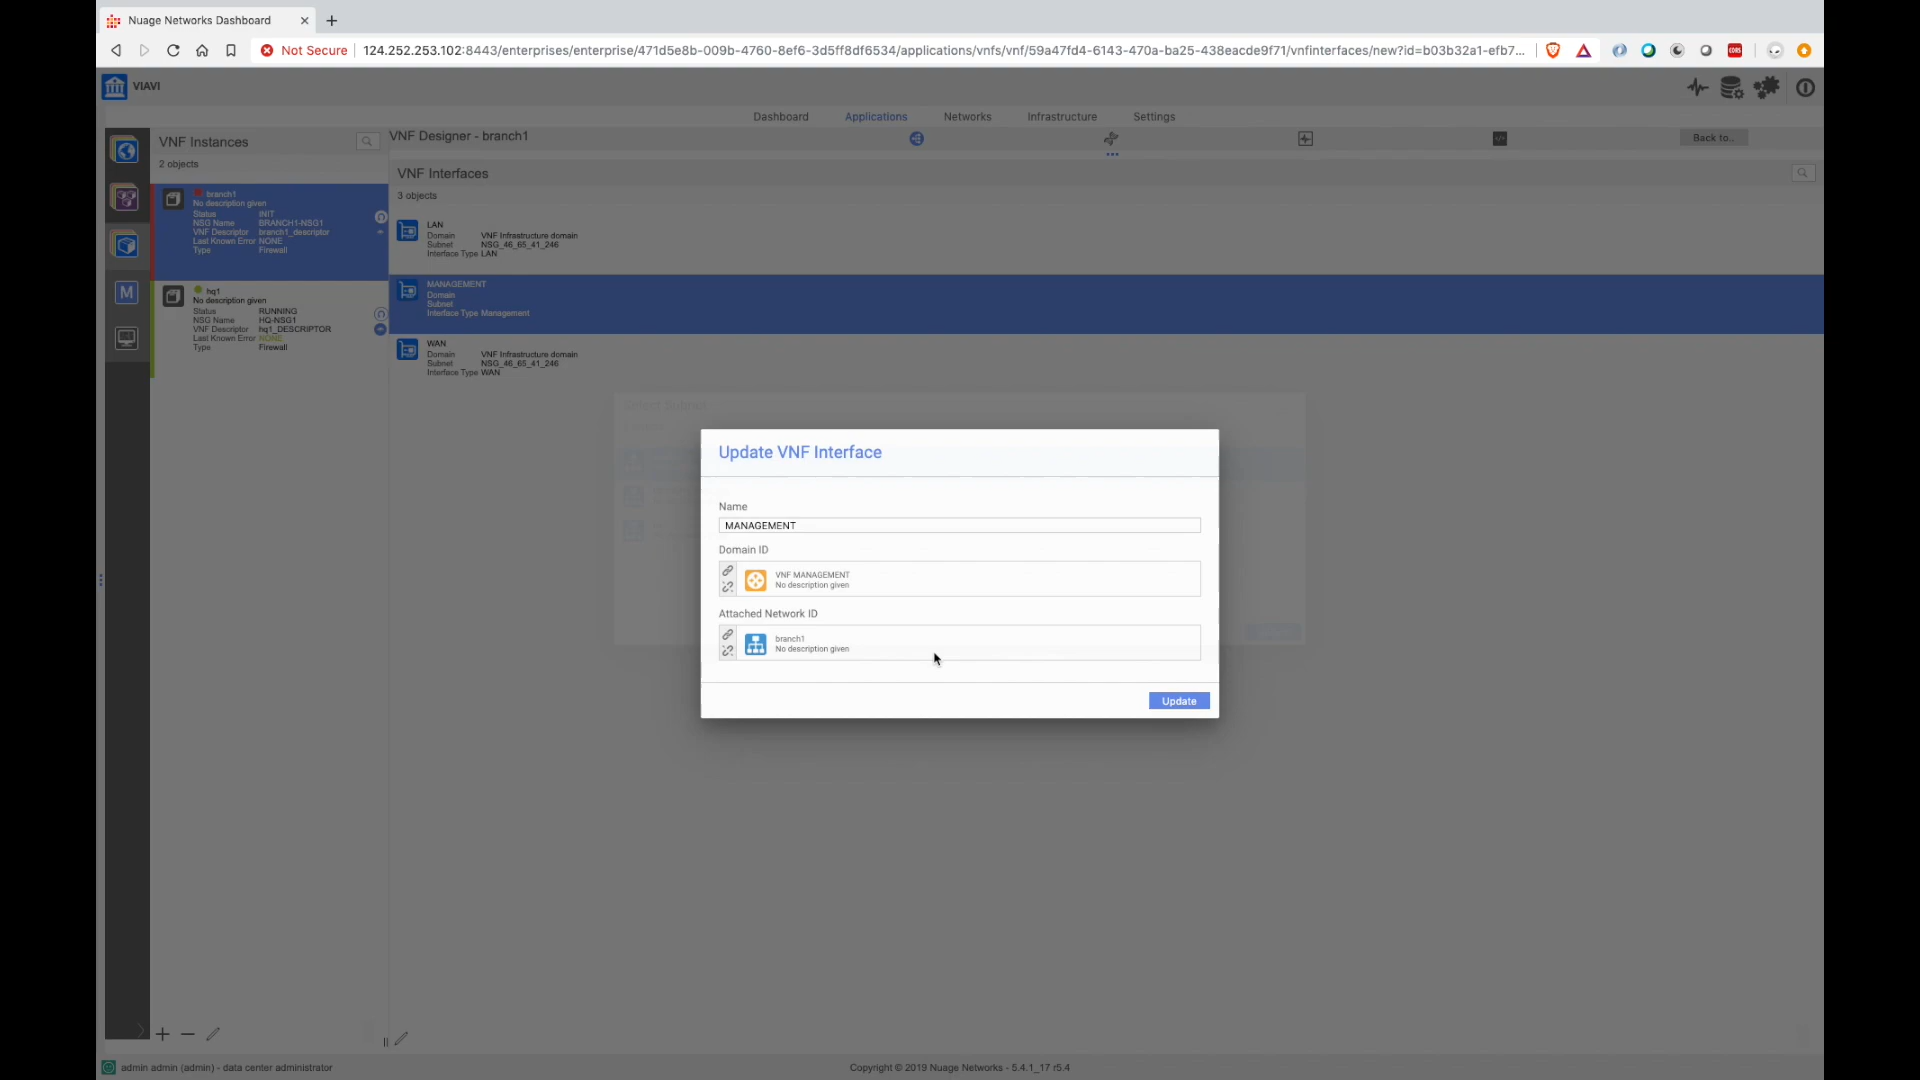 Nuage Networks Dashboard
Not Secure
124.252.253.102:8443/enterprises/enterprise/471d5e8b-009b-4760-8ef6-3d5ff8df6534/applications/vnfs/vnf/59a47fd4-6143-470a-ba25-438eacde9f71/vnfinterfaces/new?id=b03b32a1-efb7...
CORS
VIAVI
Dashboard
Applications
Networks
Infrastructure
Settings
VNF Instances
2 objects
branch1
No description given
Status INIT
NSG Name BRANCH1-NSG1
VNF Descriptor branch1_descriptor
Last Known Error NONE
Type Firewall
hq1
No description given
Status RUNNING
NSG Name HQ-NSG1
VNF Descriptor hq1_DESCRIPTOR
Last Known Error NONE
Type Firewall
M
VNF Designer - branch1
Back to..
VNF Interfaces
3 objects
LAN
Domain VNF Infrastructure domain
Subnet NSG_46_65_41_246
Interface Type LAN
MANAGEMENT
Domain
Subnet
Interface Type Management
WAN
Domain VNF Infrastructure domain
Subnet NSG_46_65_41_246
Interface Type WAN
Select Subnet
Update VNF Interface
Name
MANAGEMENT
Domain ID
VNF MANAGEMENT
No description given
Attached Network ID
branch1
No description given
Update
admin admin (admin) - data center administrator
Copyright © 2019 Nuage Networks - 5.4.1_17 r5.4